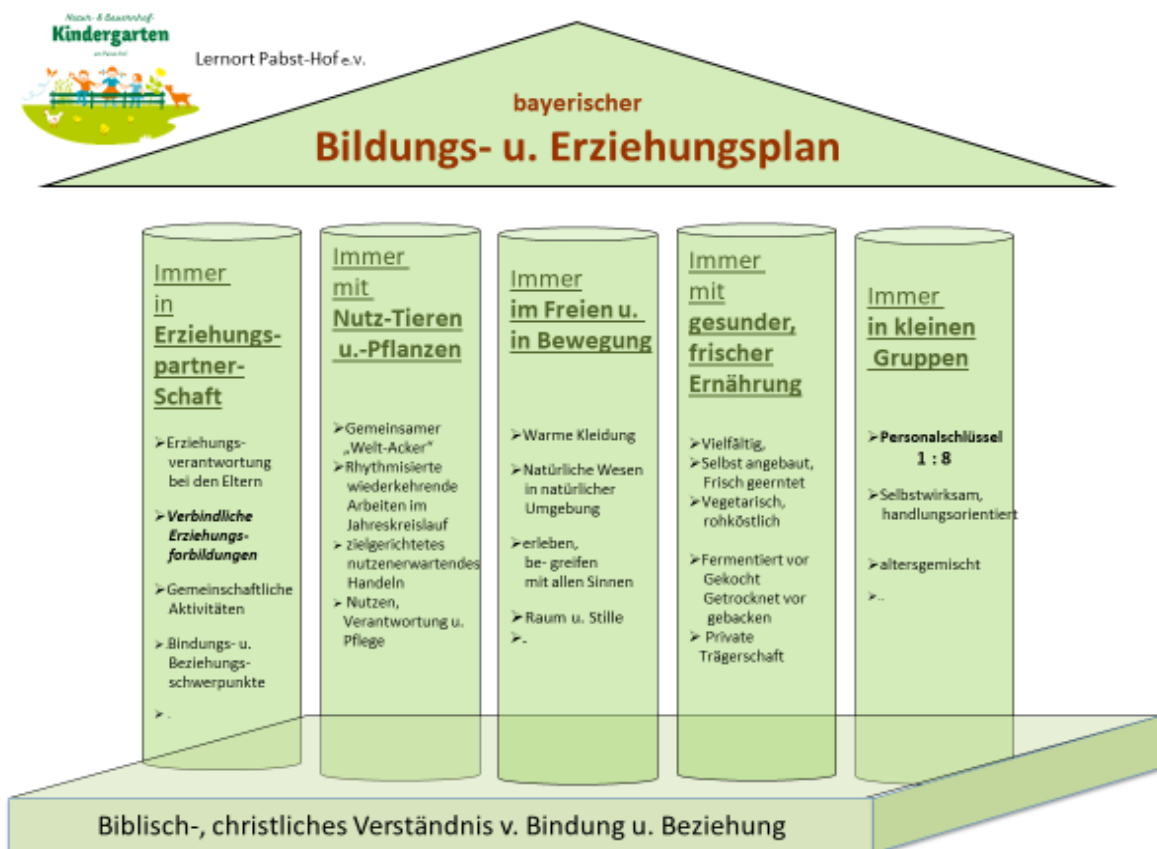 Natur- & Bauernhof-
Kindergarten
Lernort Pabst-Hof e.v.
bayerischer
Bildungs- u. Erziehungsplan
Immer
in
Erziehungs-
partner-
Schaft
➢Erziehungs-
verantwortung
bei den Eltern
➢Verbindliche
Erziehungs-
forbildungen
➢Gemeinschaftliche
Aktivitäten
➢Bindungs- u.
Beziehungs-
schwerpunkte
➢.
Immer
mit
Nutz-Tieren
u.-Pflanzen
➢Gemeinsamer
„Welt-Acker“
➢Rhythmisierte
wiederkehrende
Arbeiten im
Jahreskreislauf
➢ zielgerichtetes
nutzenerwartendes
Handeln
➢ Nutzen,
Verantwortung u.
Pflege
Immer
im Freien u.
in Bewegung
➢Warme Kleidung
➢Natürliche Wesen
in natürlicher
Umgebung
➢erleben,
be- greifen
mit allen Sinnen
➢Raum u. Stille
➢.
Immer
mit
gesunder,
frischer
Ernährung
➢Vielfältig,
➢Selbst angebaut,
Frisch geerntet
➢Vegetarisch,
rohköstlich
➢Fermentiert vor
Gekocht
Getrocknet vor
gebacken
➢ Private
Trägerschaft
Immer
in kleinen
Gruppen
➢Personalschlüssel
1 : 8
➢Selbstwirksam,
handlungsorientiert
➢altersgemischt
➢..
Biblisch-, christliches Verständnis v. Bindung u. Beziehung